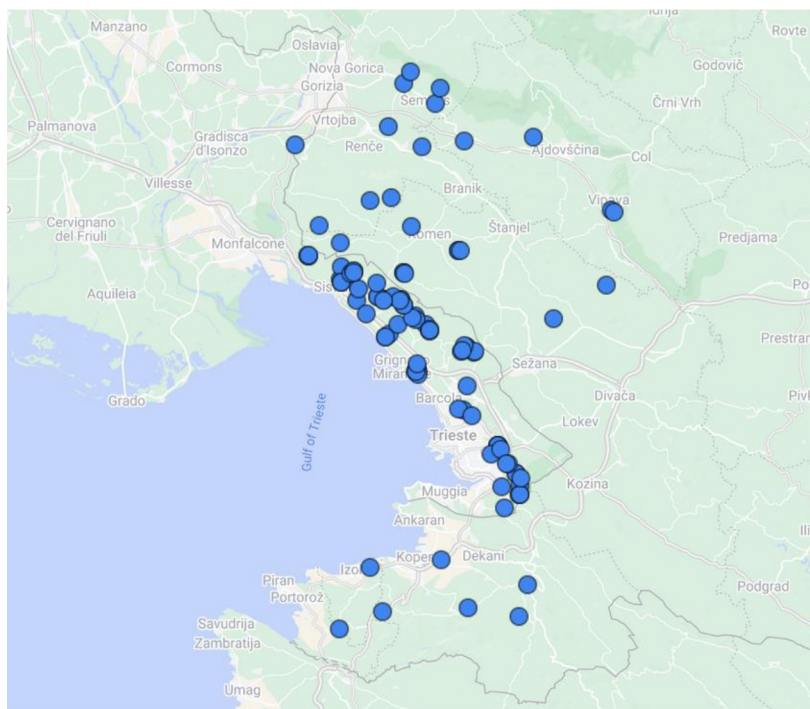 Manzano
Oslavia
Rovte
Cormons
Nova Gorica
Godovič
Gorizia
Črni Vrh
Palmanova
Gradisca
d'Isonzo
Vrtojba
Renče
Ajdovščina
Col
Villesse
Branik
Vipava
Cervignano
del Friuli
Štanjel
Komen
Predjama
Monfalcone
Aquileia
Prestran
Grignano
Sežana
Grado
Barcola
Divača
Trieste
Lokev
Gulf of Trieste
Kozina
Muggia
Ankaran
Koper
Dekani
Piran
Portorož
Podgrad
Savudrija
Zambratija
Umag